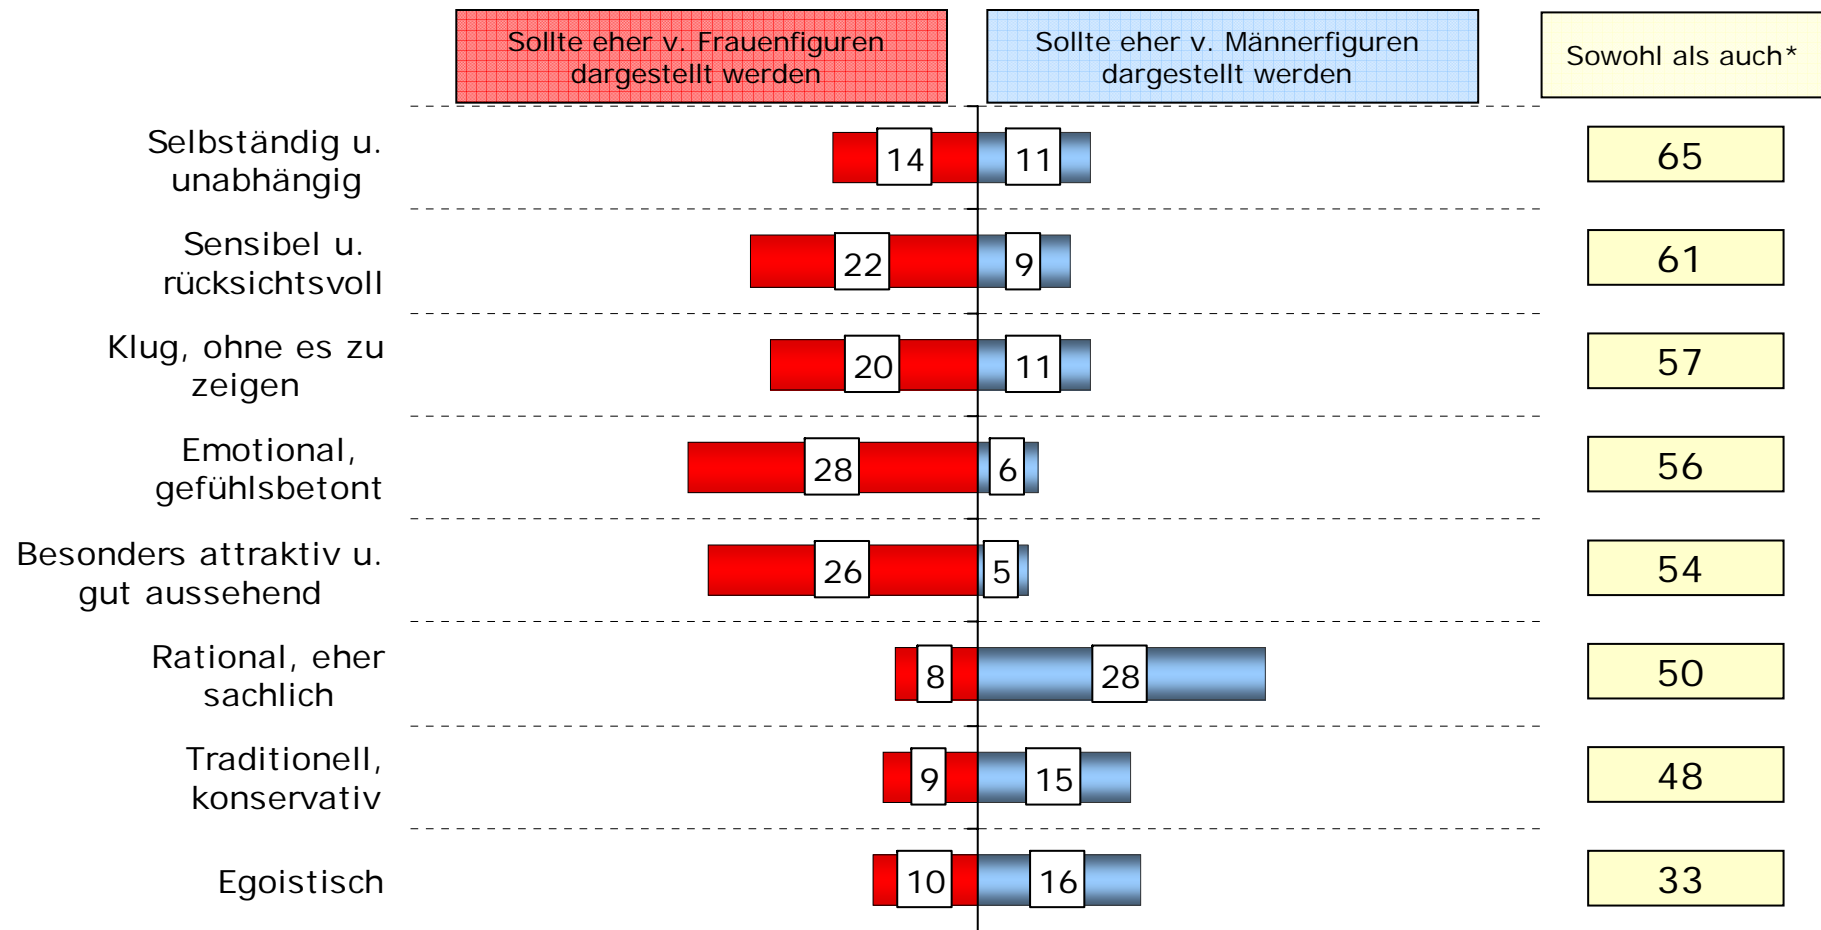 Sollte eher v. Frauenfiguren
dargestellt werden
Sollte eher v. Männerfiguren
dargestellt werden
Sowohl als auch*
Selbständig u.
unabhängig
14
11
65
Sensibel u.
rücksichtsvoll
22
9
61
Klug, ohne es zu
zeigen
20
11
57
Emotional,
gefühlsbetont
28
6
56
Besonders attraktiv u.
gut aussehend
26
5
54
Rational, eher
sachlich
8
28
50
Traditionell,
konservativ
9
15
48
Egoistisch
10
16
33